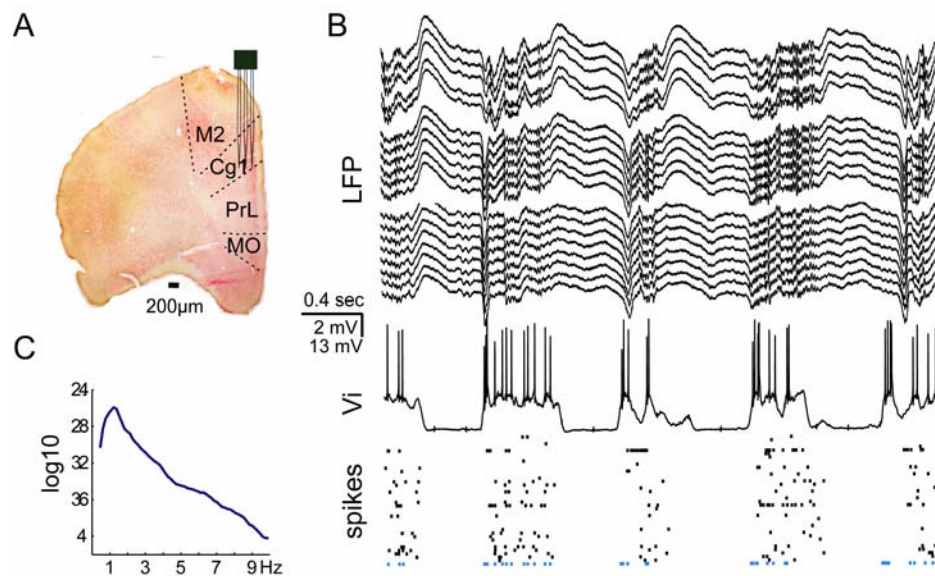 A
M2
Cg1
PrL
MO
200µm
B
LFP
0.4 sec
2 mV
13 mV
Vi
spikes
C
log10
24
28
32
36
4
1 3 5 7 9 Hz